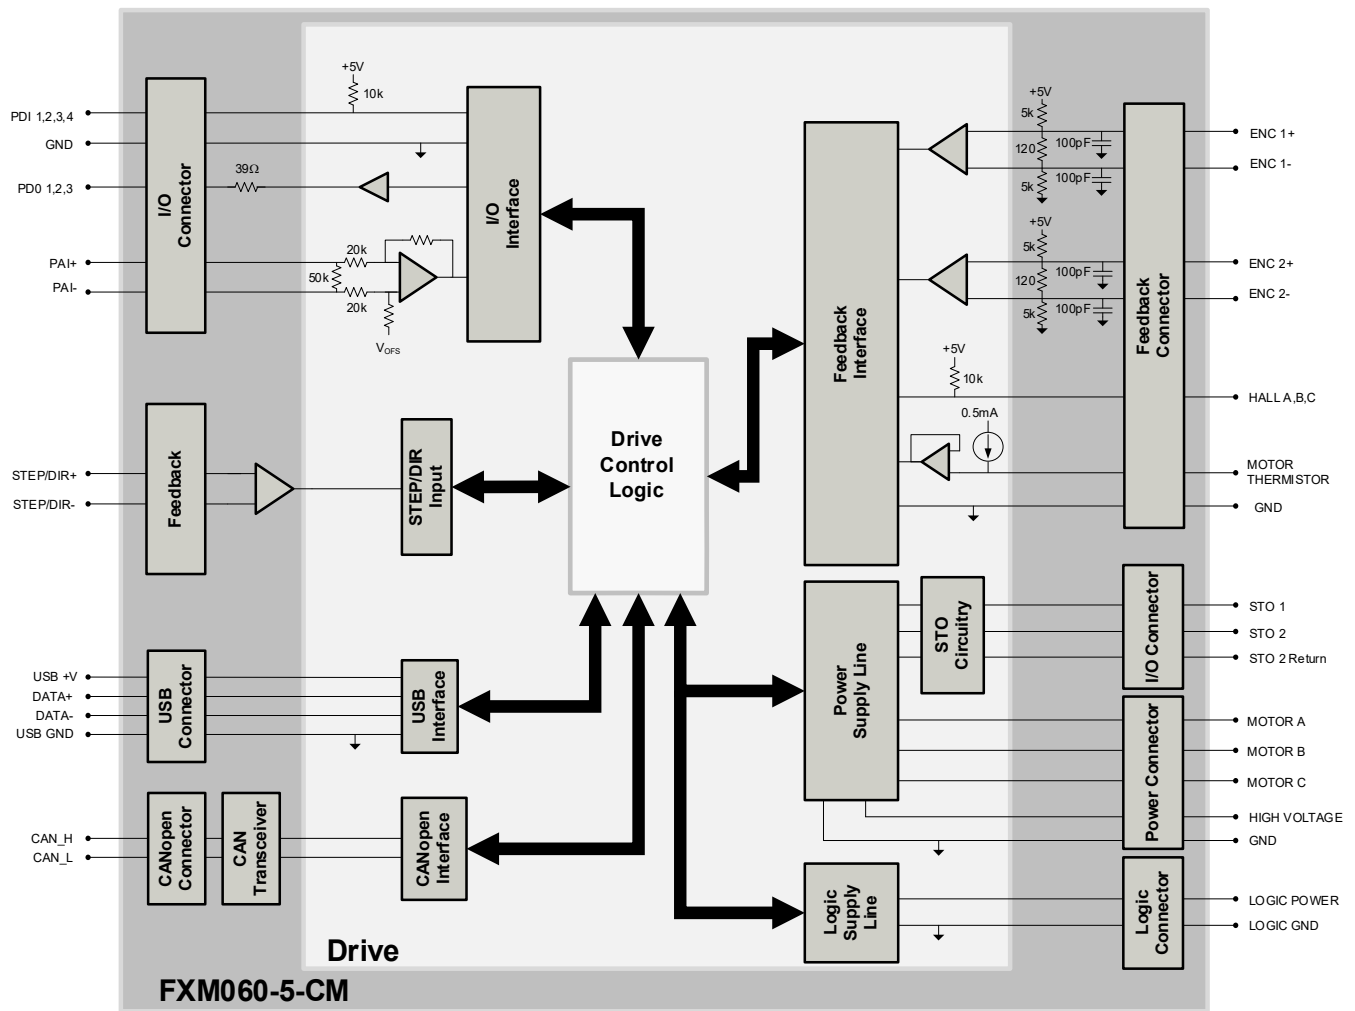 +5V
10k
PDI 1,2,3,4
GND
39Ω
PD0 1,2,3
PAI+
PAI-
20k
50k
20k
VOFS
I/O
Connector
I/O
Interface
STEP/DIR+
STEP/DIR-
Feedback
STEP/DIR
Input
Drive
Control
Logic
USB +V
DATA+
DATA-
USB GND
USB
Connector
USB
Interface
CAN_H
CAN_L
CANopen
Connector
CAN
Transceiver
CANopen
Interface
Feedback
Interface
+5V
5k
120
5k
100pF
100pF
+5V
5k
120
5k
100pF
100pF
+5V
10k
0.5mA
Feedback
Connector
ENC 1+
ENC 1-
ENC 2+
ENC 2-
HALL A,B,C
MOTOR
THERMISTOR
GND
Power
Supply Line
STO
Circuitry
I/O Connector
STO 1
STO 2
STO 2 Return
Power Connector
MOTOR A
MOTOR B
MOTOR C
HIGH VOLTAGE
GND
Logic
Supply
Line
Logic
Connector
LOGIC POWER
LOGIC GND
Drive
FXM060-5-CM